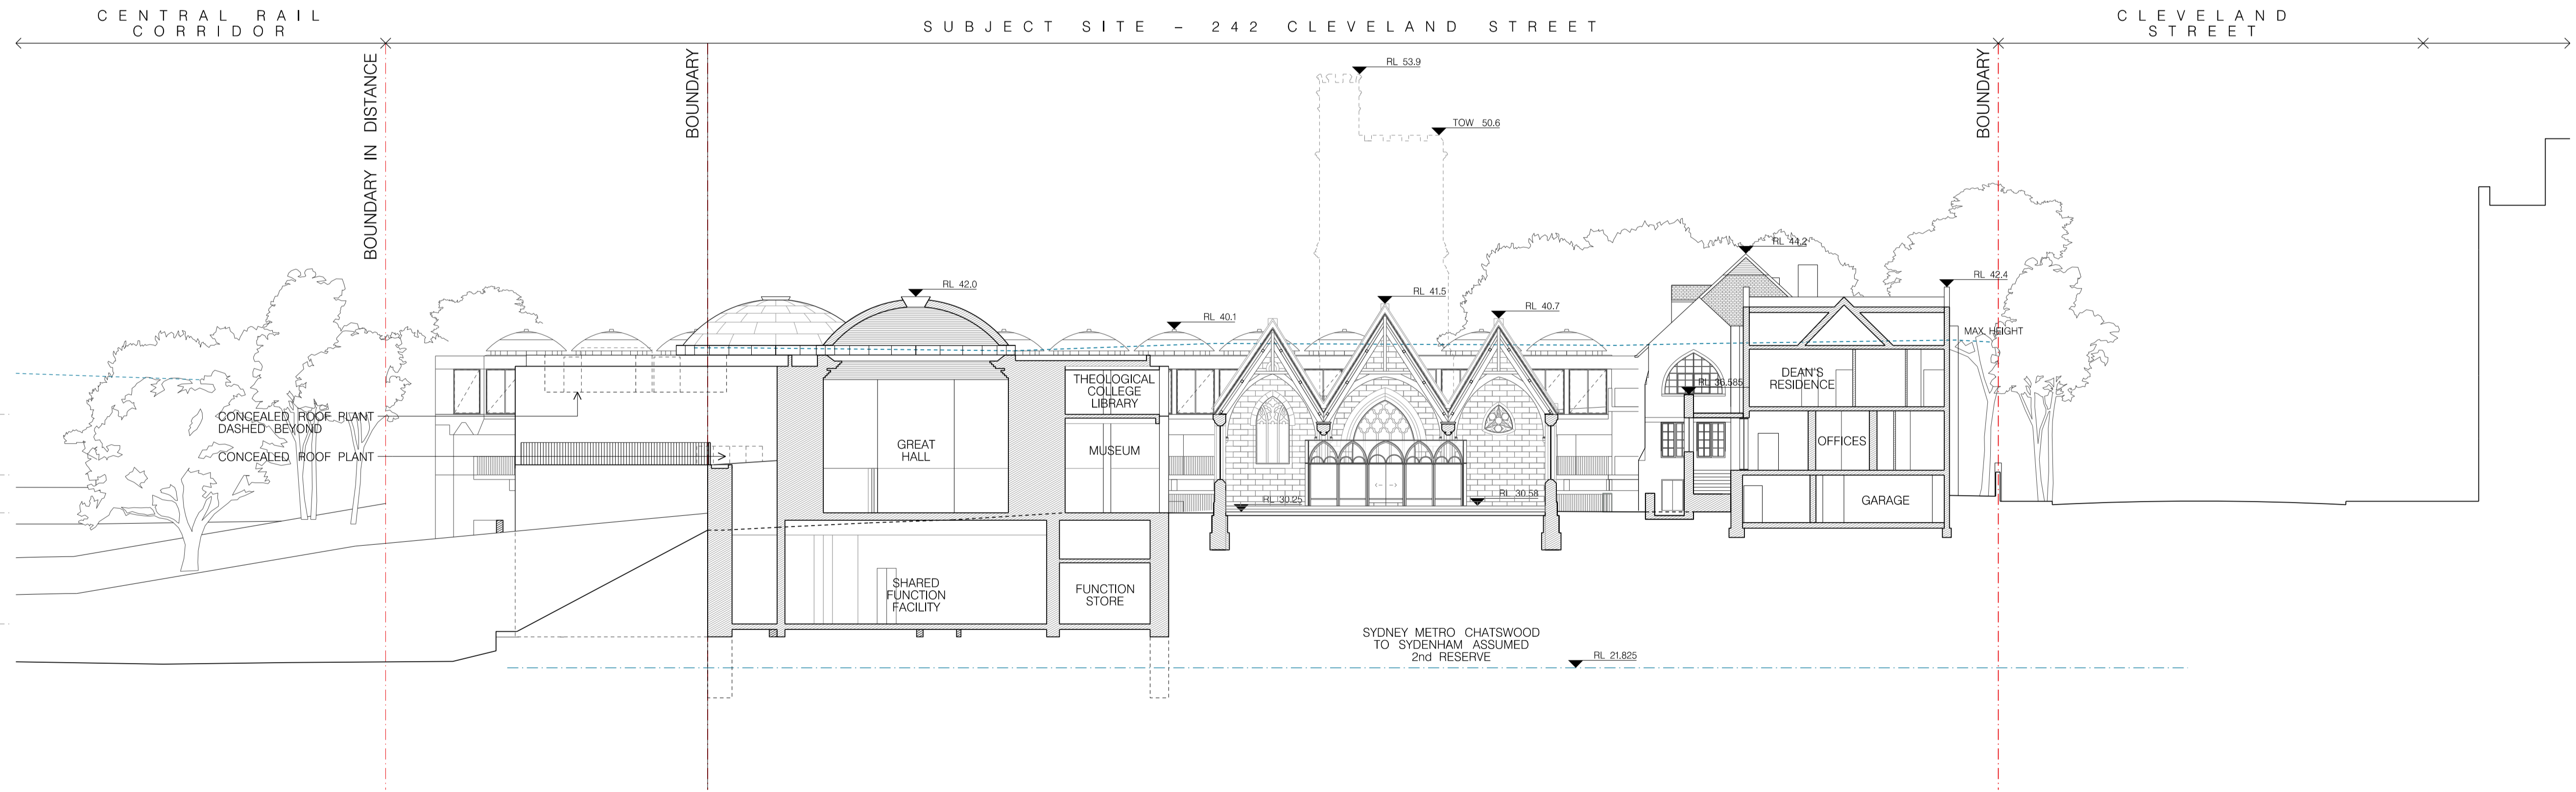 CENTRAL RAIL
CORRIDOR
SUBJECT SITE - 242 CLEVELAND STREET
CLEVELAND
STREET
BOUNDARY IN DISTANCE
BOUNDARY
BOUNDARY
RL 53.9
TOW 50.6
RL 44.2
RL 42.4
RL 42.0
RL 41.5
RL 40.7
RL 40.1
MAX. HEIGHT
THEOLOGICAL
COLLEGE
LIBRARY
DEAN'S
RESIDENCE
RL 36.585
CONCEALED ROOF PLANT
DASHED BEYOND
CONCEALED ROOF PLANT
GREAT
HALL
MUSEUM
OFFICES
RL 30.25
RL 30.58
GARAGE
SHARED
FUNCTION
FACILITY
FUNCTION
STORE
SYDNEY METRO CHATSWOOD
TO SYDENHAM ASSUMED
2nd RESERVE
RL 21.825